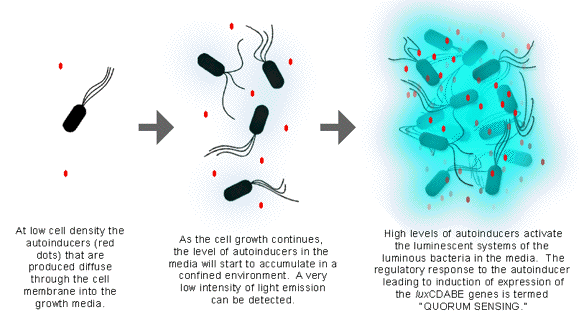 At low cell density the
autoinducers (red
dots) that are
produced diffuse
through the cell
membrane into the
growth media.
As the cell growth continues,
the level of autoinducers in the
media will start to accumulate in a
confined environment.  A very
low intensity of light emission
can be detected.
High levels of autoinducers activate
the luminescent systems of the
luminous bacteria in the media.  The
regulatory response to the autoinducer
leading to induction of expression of
the luxCDABE genes is termed
"QUORUM SENSING."